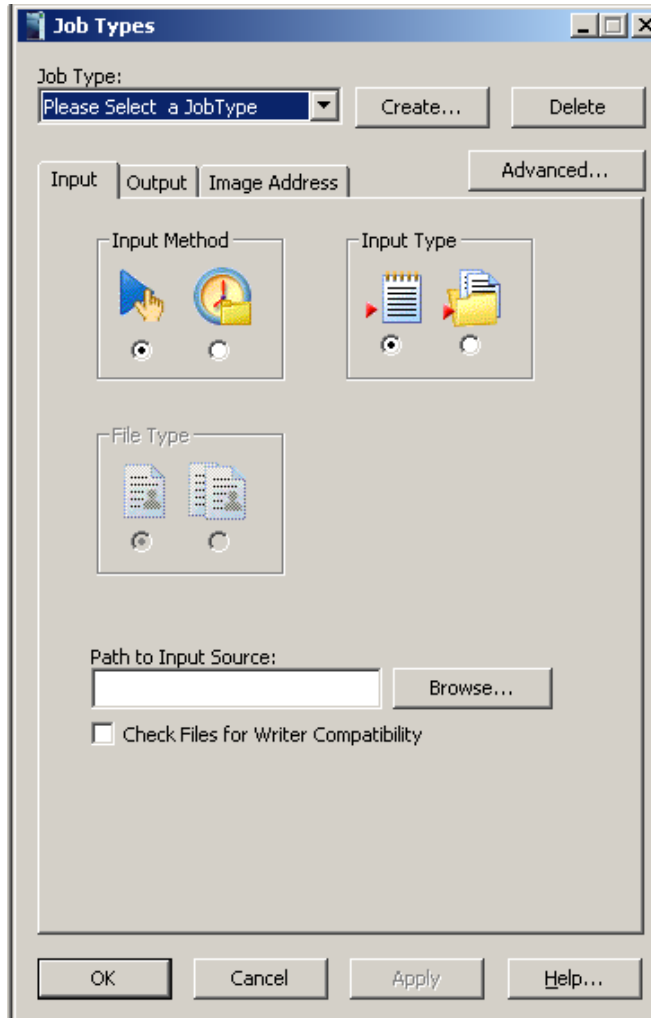 Job Types
Job Type:
Please Select a JobType
Create...
Delete
Advanced...
Input
Output
Image Address
Input Method
Input Type
File Type
Path to Input Source:
Browse...
Check Files for Writer Compatibility
OK
Cancel
Apply
Help...